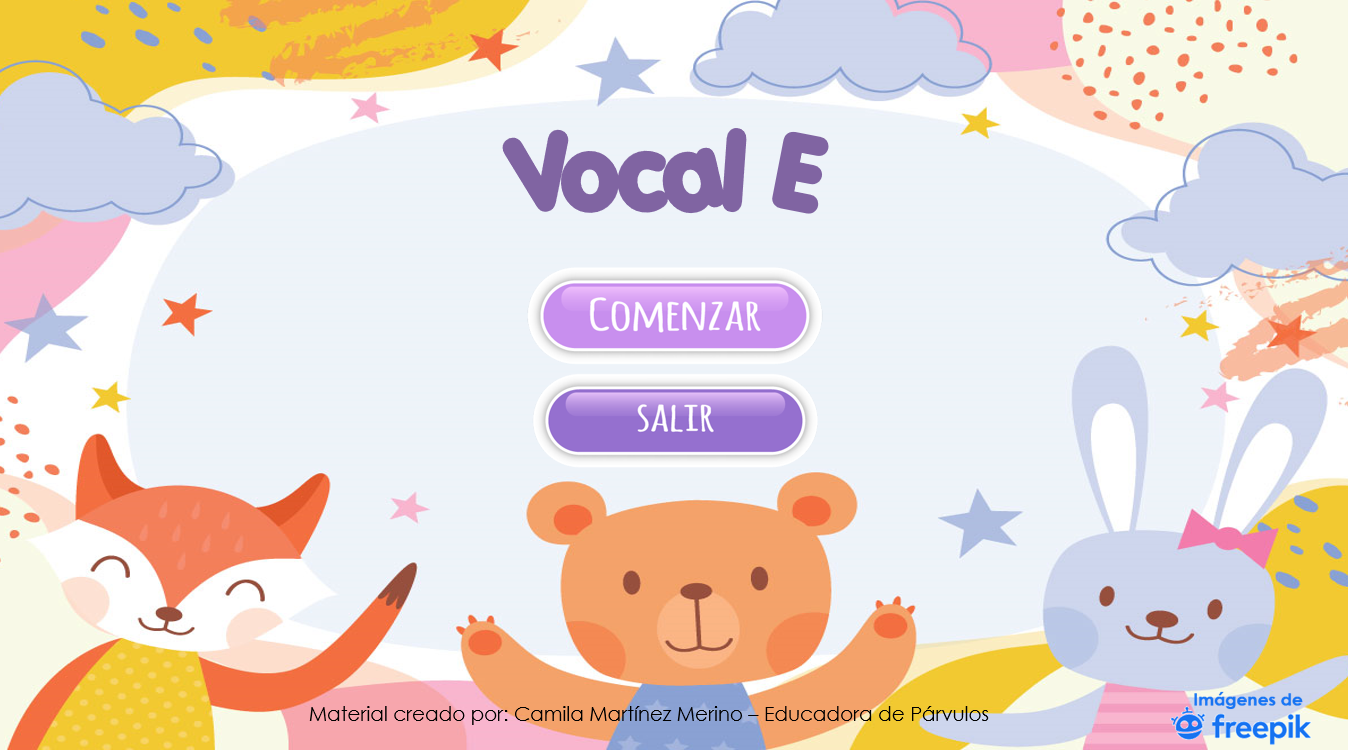 Vocal E
Comenzar
SALIR
Material creado por: Camila Martínez Merino – Educadora de Párvulos
Imágenes de
freepik